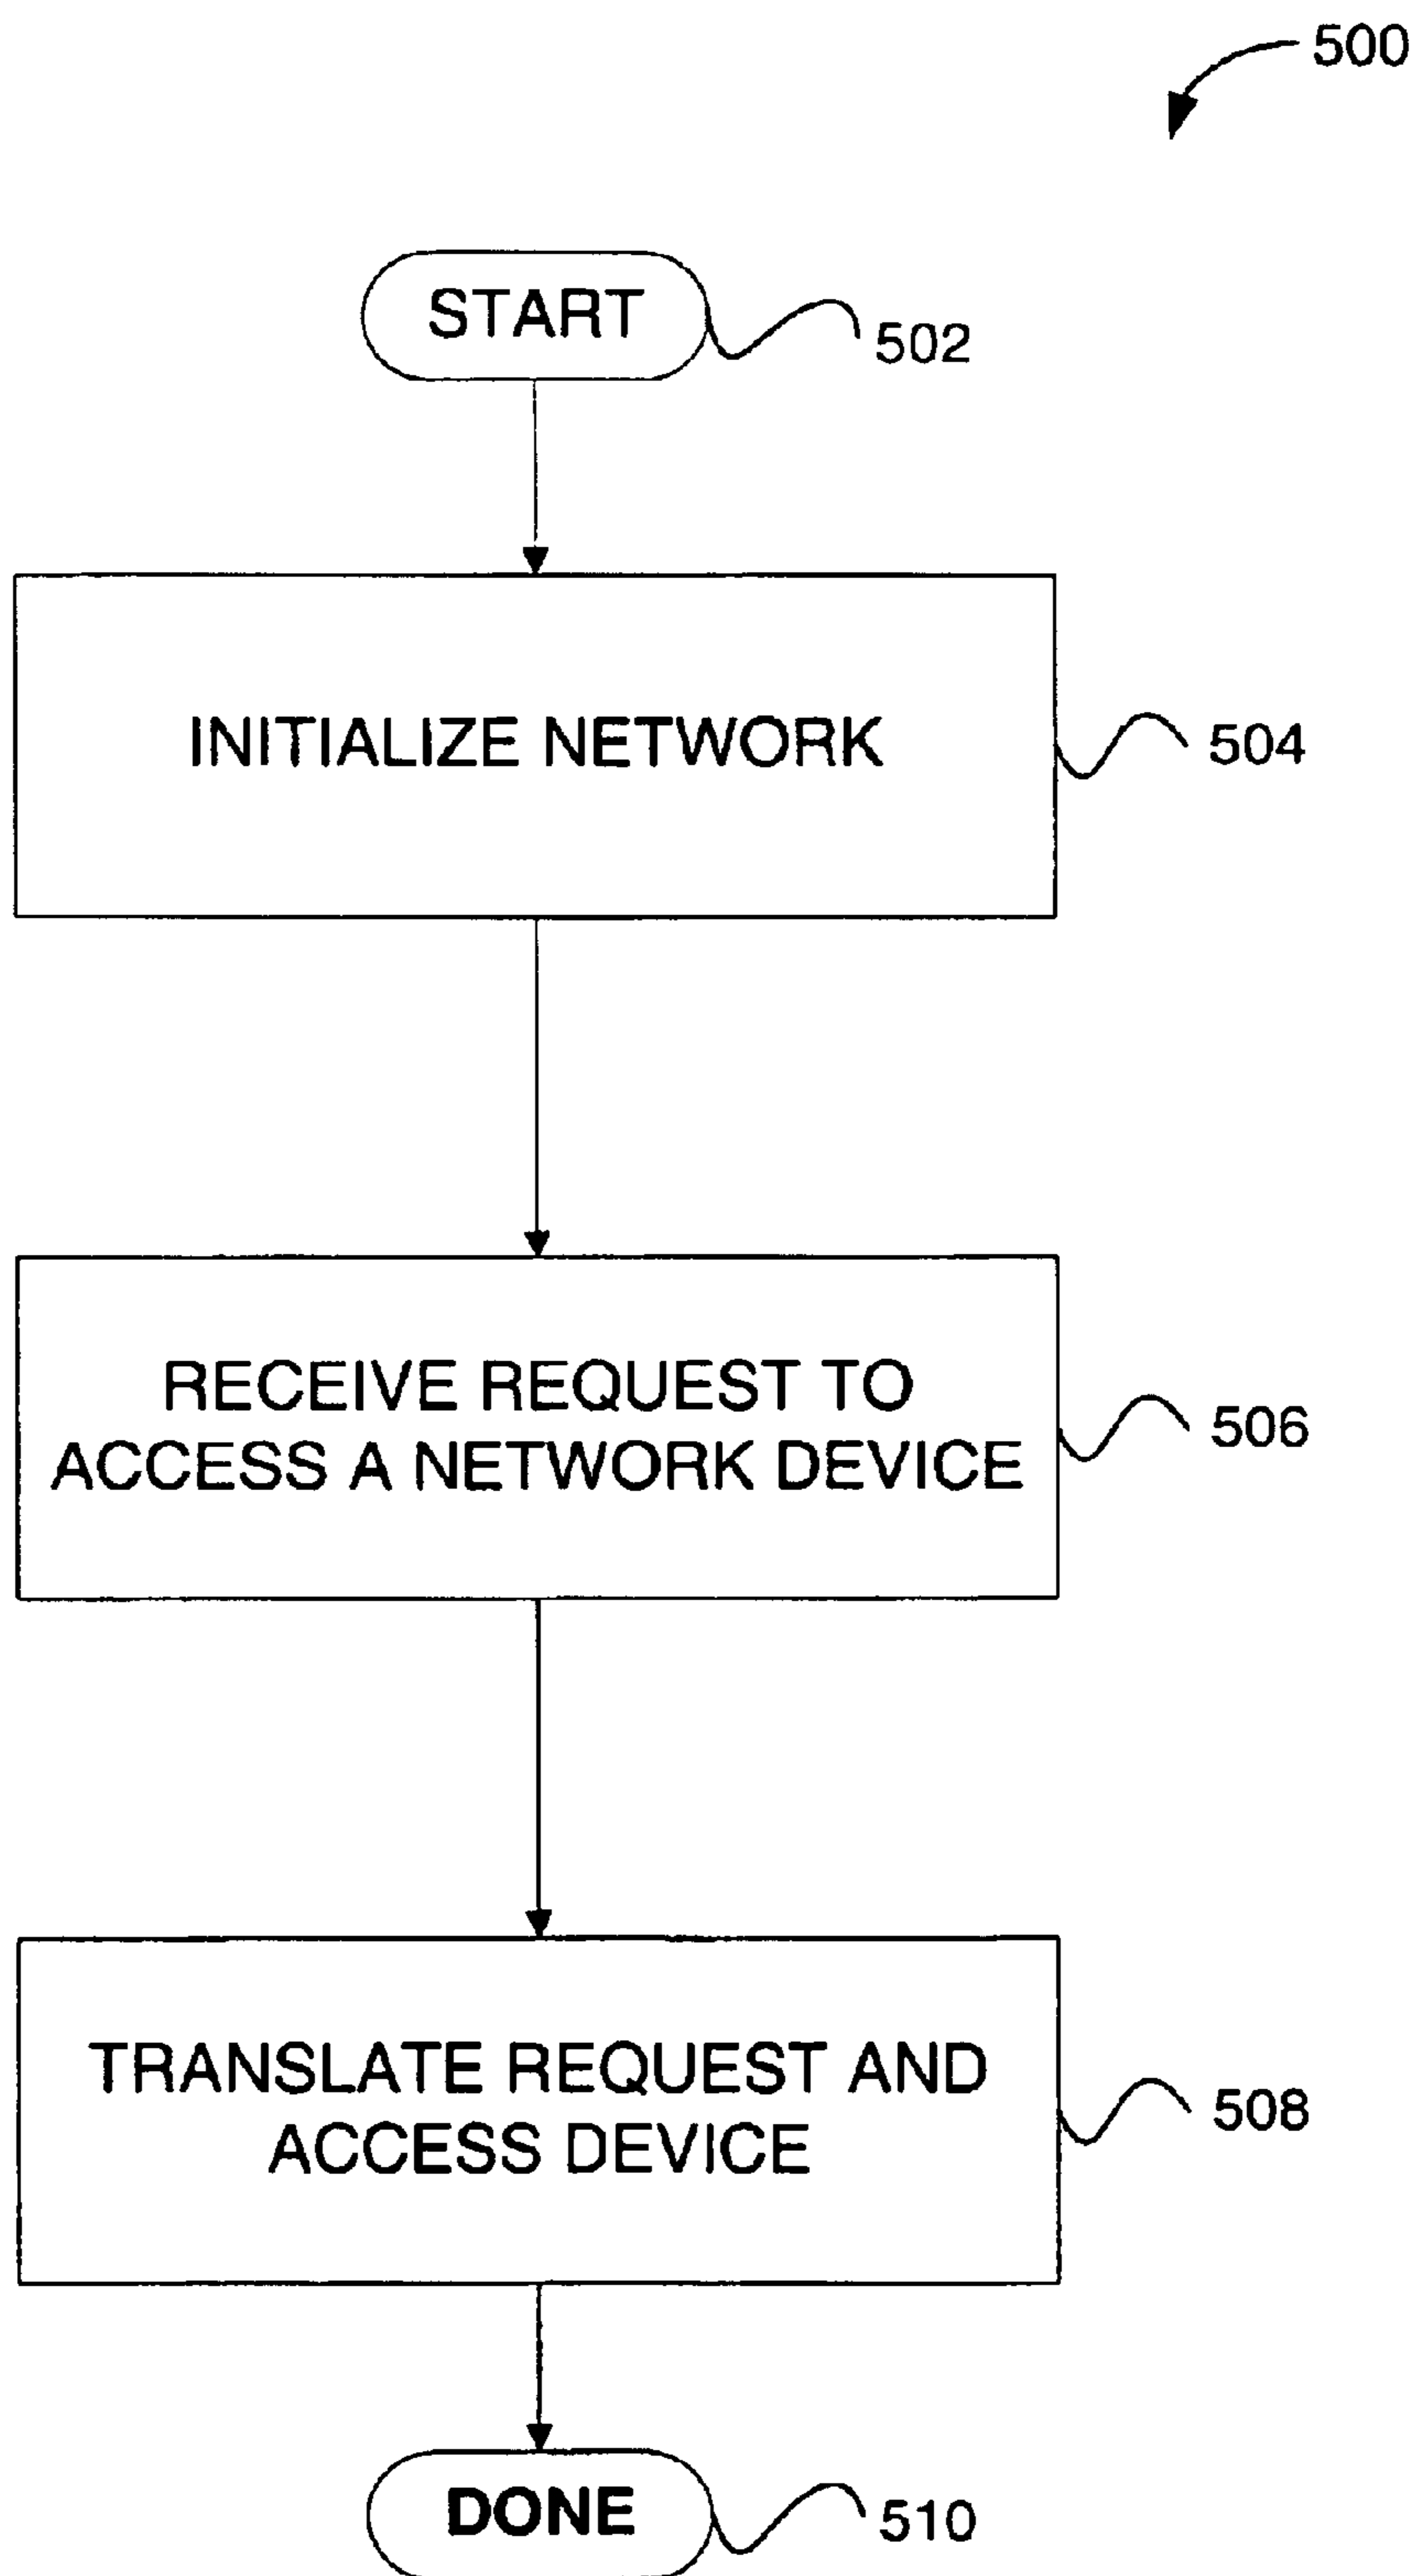 500
START
502
INITIALIZE NETWORK
504
RECEIVE REQUEST TO
ACCESS A NETWORK DEVICE
506
TRANSLATE REQUEST AND
ACCESS DEVICE
508
DONE
510